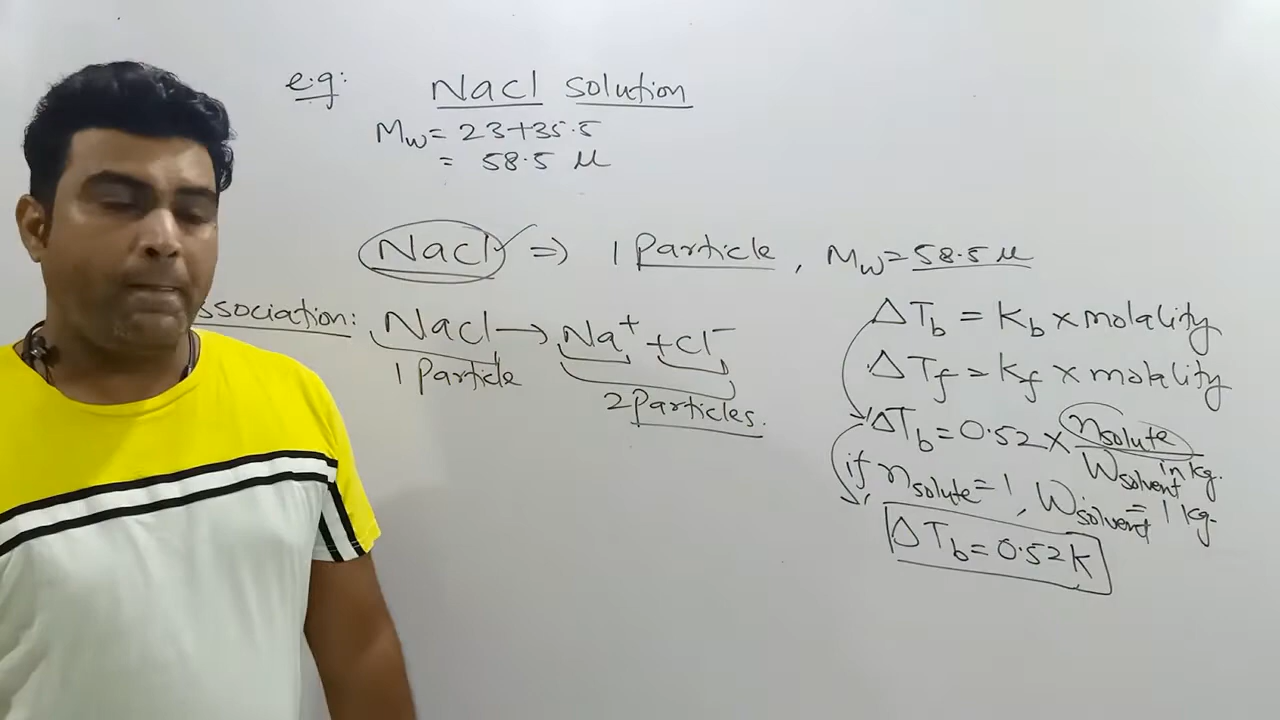 e.g: Nacl solution
Mw = 23+35.5
= 58.5 u
Nacl ✓ ⇒ 1 Particle, Mw = 58.5 u
ssociation: Nacl → Na⁺ + cl⁻
1 Particle
2 Particles.
ΔTb = Kb × molality
ΔTf = Kf × molality
ΔTb = 0.52 × nsolute / Wsolvent in kg.
if nsolute = 1, Wsolvent = 1 kg.
ΔTb = 0.52 K